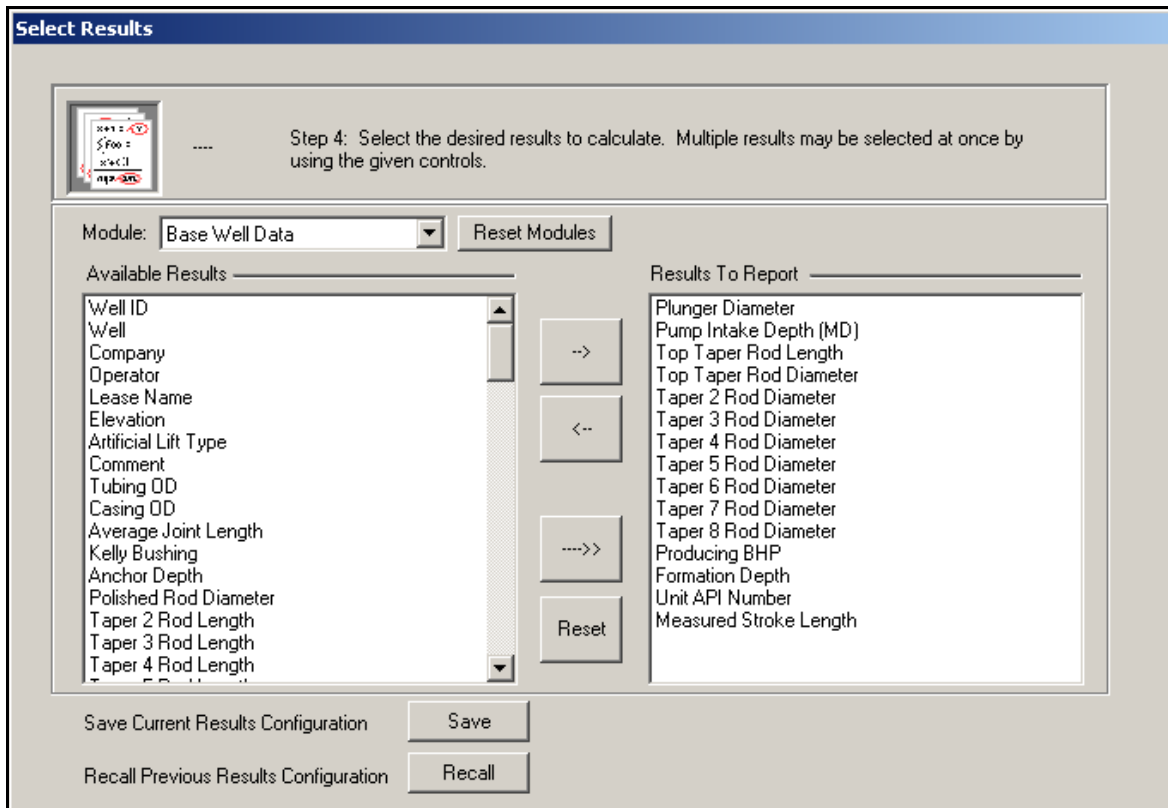 Select Results
----
Step 4: Select the desired results to calculate. Multiple results may be selected at once by
using the given controls.
Module:
Base Well Data
Reset Modules
Available Results
Well ID
Well
Company
Operator
Lease Name
Elevation
Artificial Lift Type
Comment
Tubing OD
Casing OD
Average Joint Length
Kelly Bushing
Anchor Depth
Polished Rod Diameter
Taper 2 Rod Length
Taper 3 Rod Length
Taper 4 Rod Length
-->
<--
---->>
Reset
Results To Report
Plunger Diameter
Pump Intake Depth (MD)
Top Taper Rod Length
Top Taper Rod Diameter
Taper 2 Rod Diameter
Taper 3 Rod Diameter
Taper 4 Rod Diameter
Taper 5 Rod Diameter
Taper 6 Rod Diameter
Taper 7 Rod Diameter
Taper 8 Rod Diameter
Producing BHP
Formation Depth
Unit API Number
Measured Stroke Length
Save Current Results Configuration
Save
Recall Previous Results Configuration
Recall